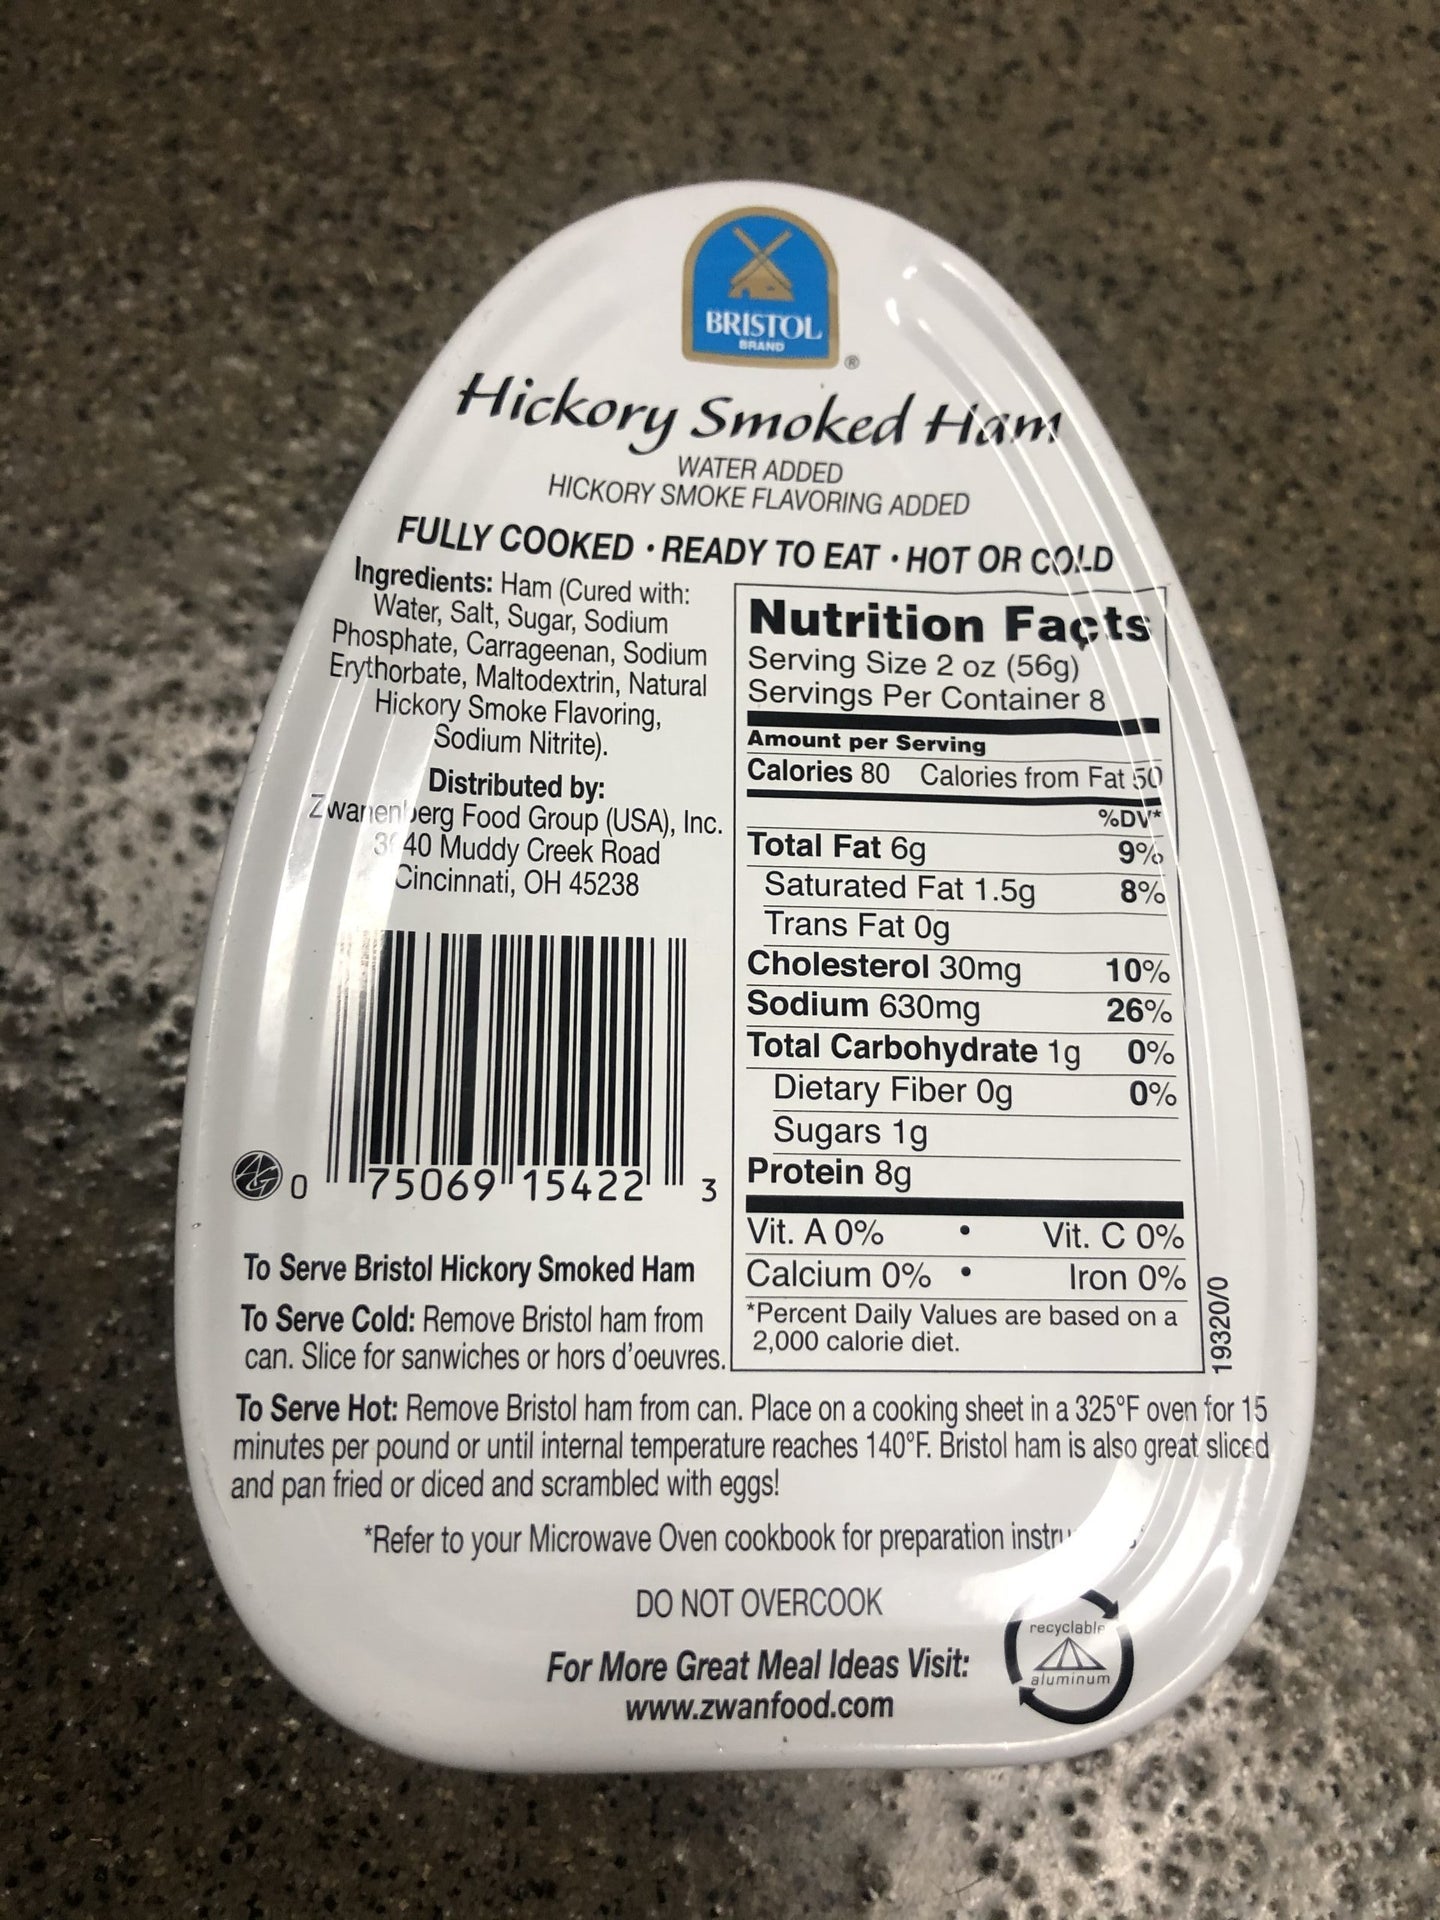 BRISTOL
BRAND
®
Hickory Smoked Ham
WATER ADDED
HICKORY SMOKE FLAVORING ADDED
FULLY COOKED • READY TO EAT • HOT OR COLD
Ingredients: Ham (Cured with:
Water, Salt, Sugar, Sodium
Phosphate, Carrageenan, Sodium
Erythorbate, Maltodextrin, Natural
Hickory Smoke Flavoring,
Sodium Nitrite).
Distributed by:
Zwanenberg Food Group (USA), Inc.
Muddy Creek Road
Cincinnati, OH 45238
0 75069 15422 3
Nutrition Facts
Serving Size 2 oz (56g)
Servings Per Container 8
Amount per Serving
Calories 80 Calories from Fat 50
%DV*
Total Fat 6g 9%
Saturated Fat 1.5g 8%
Trans Fat 0g
Cholesterol 30mg 10%
Sodium 630mg 26%
Total Carbohydrate 1g 0%
Dietary Fiber 0g 0%
Sugars 1g
Protein 8g
Vit. A 0% • Vit. C 0%
Calcium 0% • Iron 0%
*Percent Daily Values are based on a
2,000 calorie diet.
19320/0
To Serve Bristol Hickory Smoked Ham
To Serve Cold: Remove Bristol ham from
can. Slice for sanwiches or hors d'oeuvres.
To Serve Hot: Remove Bristol ham from can. Place on a cooking sheet in a 325°F oven for 15
minutes per pound or until internal temperature reaches 140°F. Bristol ham is also great sliced
and pan fried or diced and scrambled with eggs!
*Refer to your Microwave Oven cookbook for preparation
DO NOT OVERCOOK
For More Great Meal Ideas Visit:
www.zwanfood.com
recyclable
aluminum